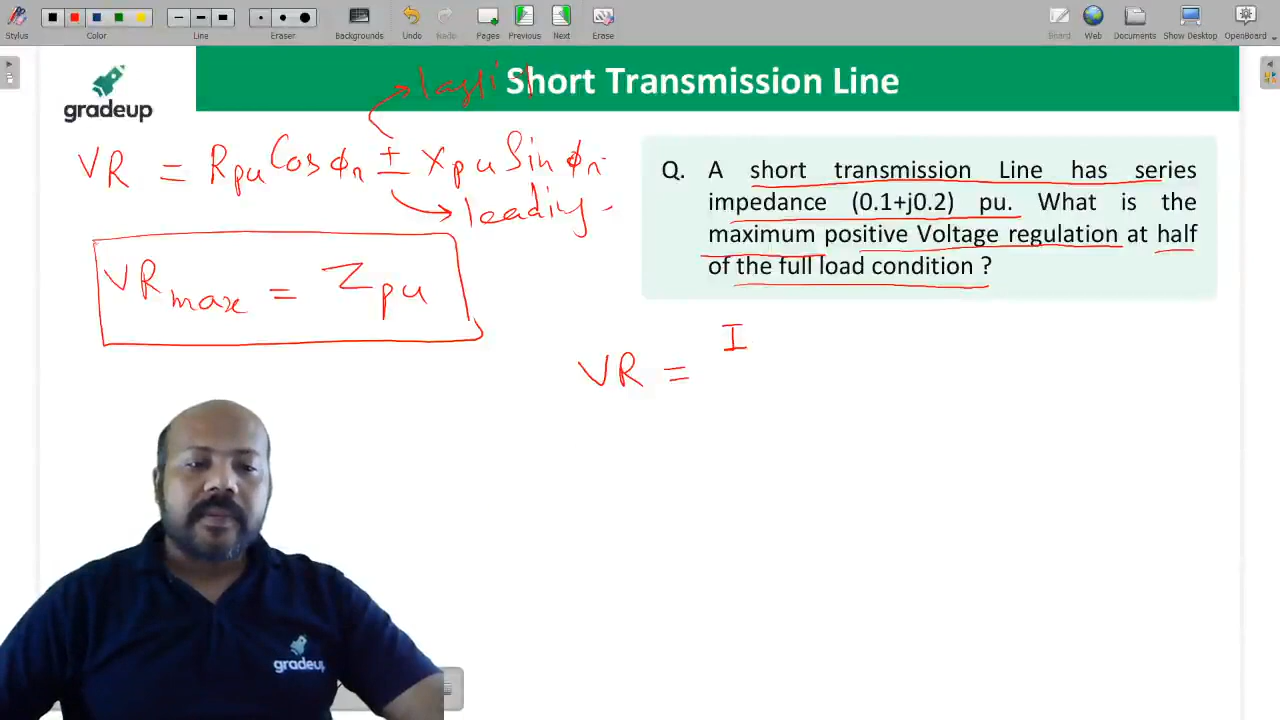 Stylus
Color
Line
Eraser
Backgrounds
Undo
Redo
Pages
Previous
Next
Erase
Board
Web
Documents
Show Desktop
OpenBoard
gradeup
Short Transmission Line
VR = Rpu Cos ϕr ± Xpu Sin ϕr
leading
VRmax = Zpu
Q. A short transmission Line has series
impedance (0.1+j0.2) pu. What is the
maximum positive Voltage regulation at half
of the full load condition ?
I
VR =
gradeup